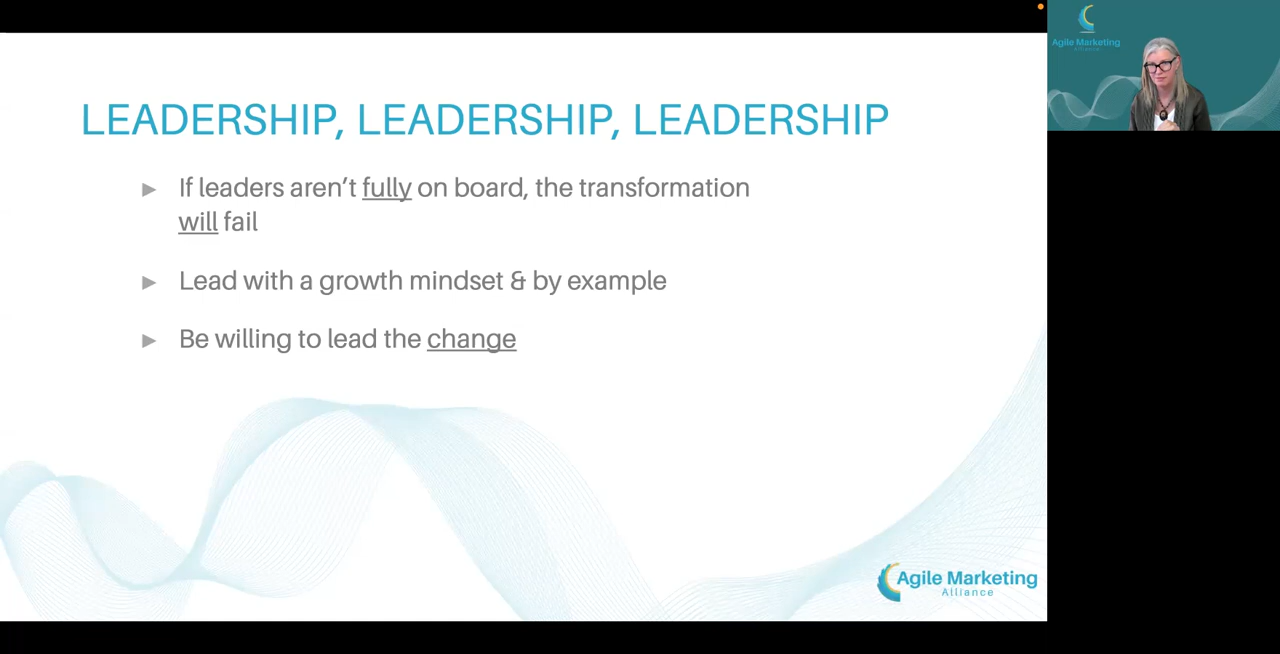 LEADERSHIP, LEADERSHIP, LEADERSHIP
► If leaders aren’t fully on board, the transformation
will fail
► Lead with a growth mindset & by example
► Be willing to lead the change
Agile Marketing
Alliance
Agile Marketing
Alliance